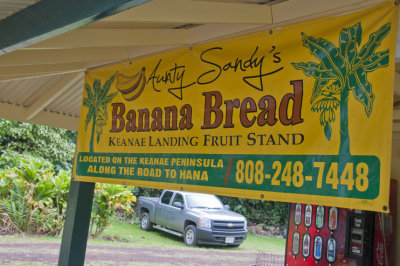 Aunty Sandy's
Banana Bread
KEANAE LANDING FRUIT STAND
LOCATED ON THE KEANAE PENINSULA
ALONG THE ROAD TO HANA
/ 808-248-7448